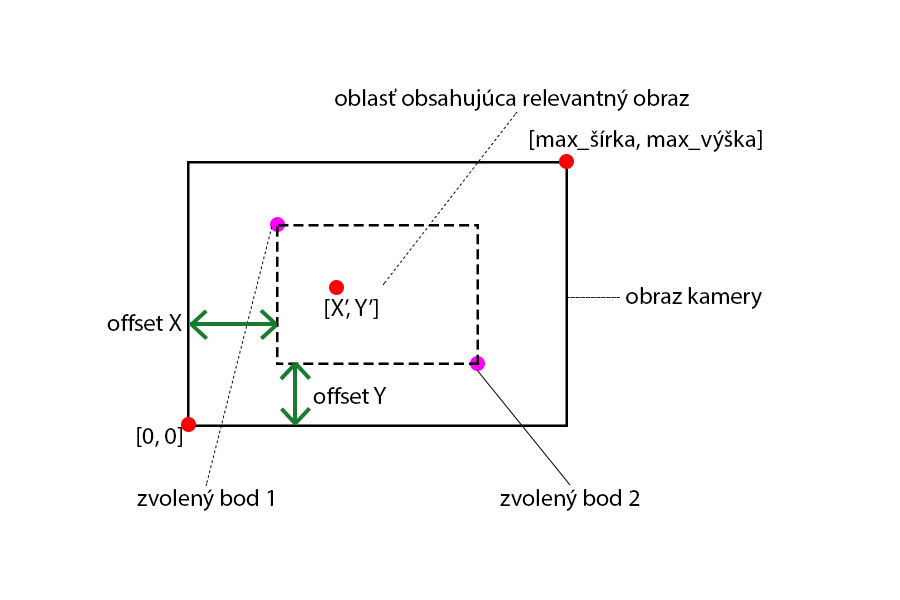 oblasť obsahujúca relevantný obraz
[max_šírka, max_výška]
[X’, Y’]
obraz kamery
offset X
offset Y
[0, 0]
zvolený bod 1
zvolený bod 2